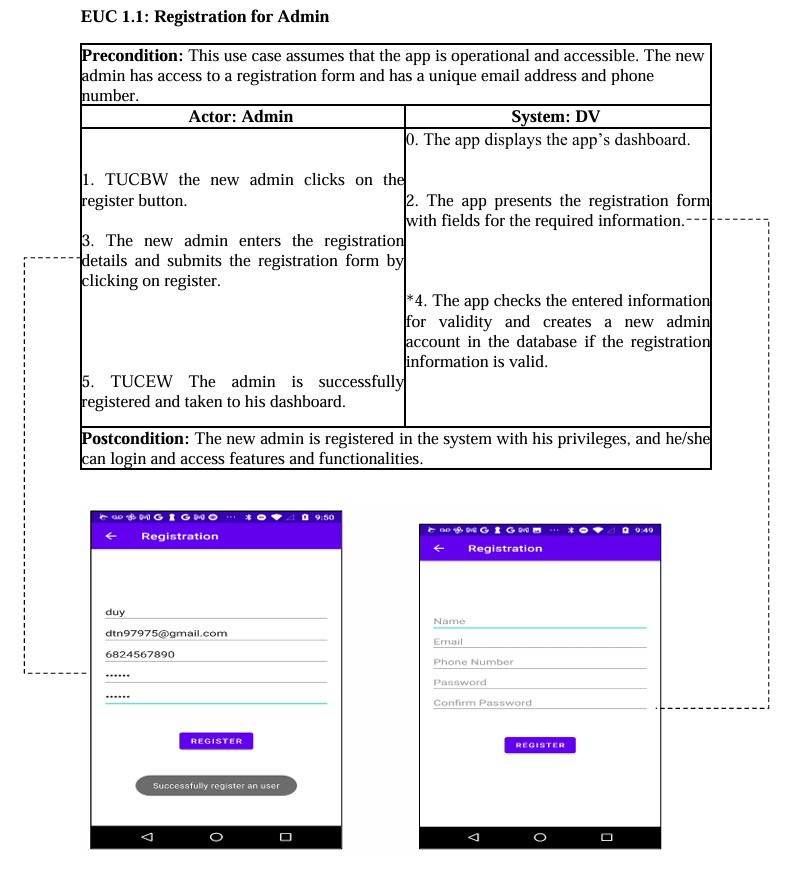 EUC 1.1: Registration for Admin
Precondition: This use case assumes that the app is operational and accessible. The new
admin has access to a registration form and has a unique email address and phone
number.
Actor: Admin
System: DV
0. The app displays the app’s dashboard.
1. TUCBW the new admin clicks on the
register button.
2. The app presents the registration form
with fields for the required information.
3. The new admin enters the registration
details and submits the registration form by
clicking on register.
*4. The app checks the entered information
for validity and creates a new admin
account in the database if the registration
information is valid.
5. TUCEW The admin is successfully
registered and taken to his dashboard.
Postcondition: The new admin is registered in the system with his privileges, and he/she
can login and access features and functionalities.
9:50
Registration
duy
dtn97975@gmail.com
6824567890
••••••
••••••
REGISTER
Successfully register an user
9:49
Registration
Name
Email
Phone Number
Password
Confirm Password
REGISTER